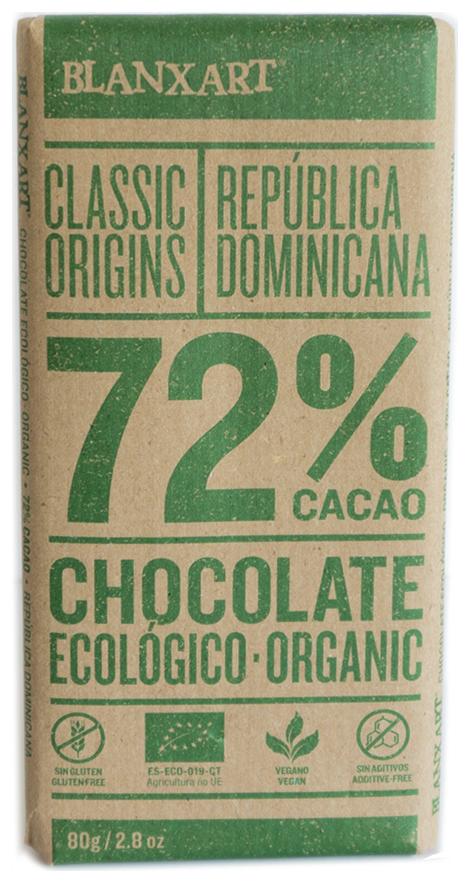 BLANXART
CLASSIC
ORIGINS
REPÚBLICA
DOMINICANA
72%
CACAO
CHOCOLATE
ECOLÓGICO·ORGANIC
SIN GLUTEN
GLUTEN-FREE
ES-ECO-019-CT
Agricultura no UE
VEGANO
VEGAN
SIN ADITIVOS
ADDITIVE-FREE
80g / 2.8 oz
BLANXART CHOCOLATE ECOLÓGICO · ORGANIC · 72% CACAO · REPÚBLICA DOMINICANA
BLANXART